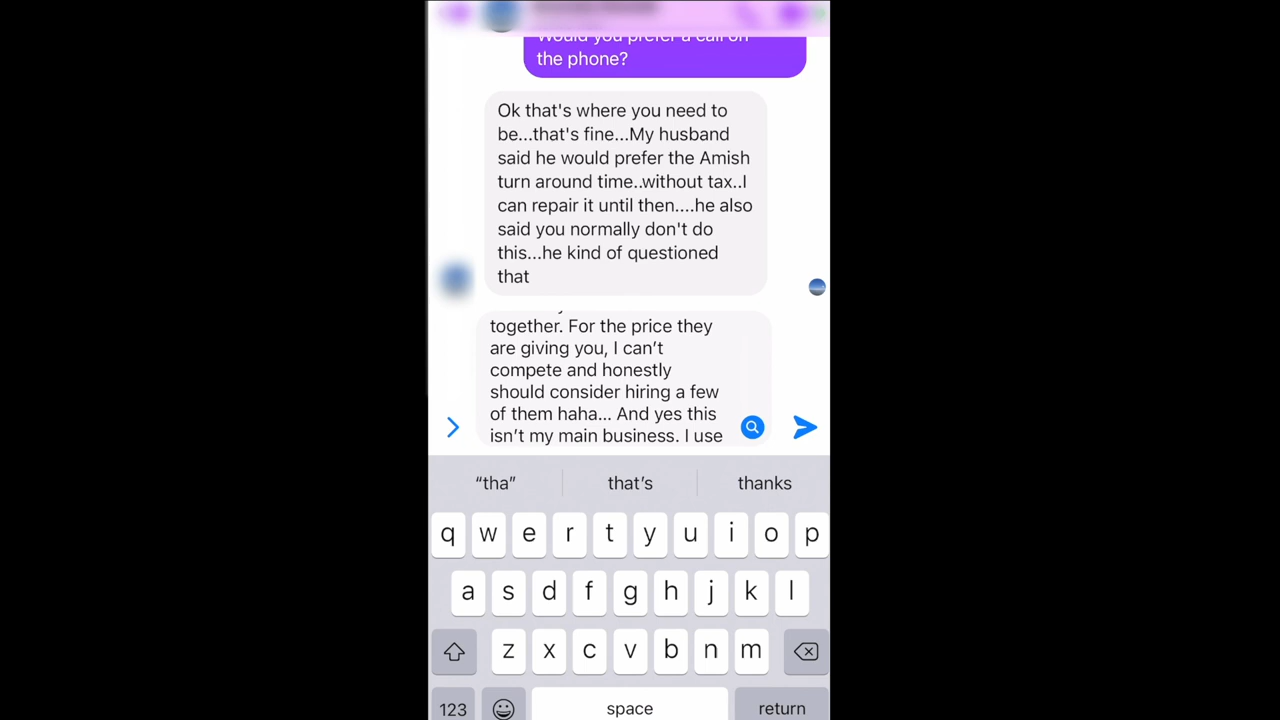 Would you prefer a call on
the phone?
Ok that's where you need to
be...that's fine...My husband
said he would prefer the Amish
turn around time..without tax..I
can repair it until then....he also
said you normally don't do
this...he kind of questioned
that
together. For the price they
are giving you, I can’t
compete and honestly
should consider hiring a few
of them haha... And yes this
isn’t my main business. I use
“tha” that’s thanks
q w e r t y u i o p
a s d f g h j k l
z x c v b n m
123 space return